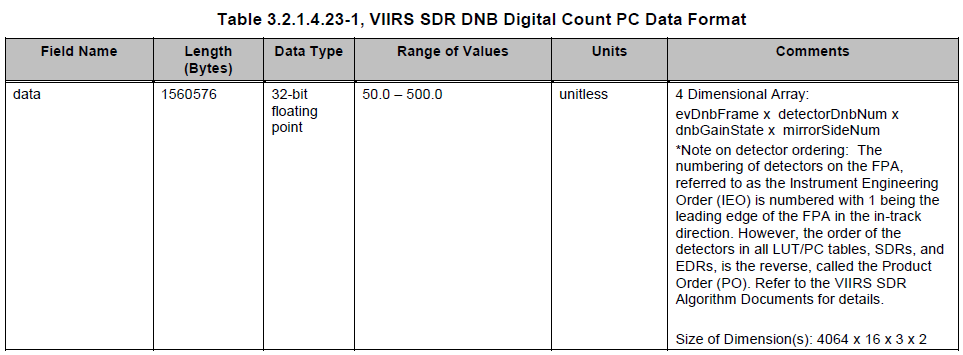 Table 3.2.1.4.23-1, VIIRS SDR DNB Digital Count PC Data Format
Field Name
Length
(Bytes)
Data Type
Range of Values
Units
Comments
data
1560576
32-bit
floating
point
50.0 – 500.0
unitless
4 Dimensional Array:
evDnbFrame x detectorDnbNum x
dnbGainState x mirrorSideNum
*Note on detector ordering: The
numbering of detectors on the FPA,
referred to as the Instrument Engineering
Order (IEO) is numbered with 1 being the
leading edge of the FPA in the in-track
direction. However, the order of the
detectors in all LUT/PC tables, SDRs, and
EDRs, is the reverse, called the Product
Order (PO). Refer to the VIIRS SDR
Algorithm Documents for details.
Size of Dimension(s): 4064 x 16 x 3 x 2